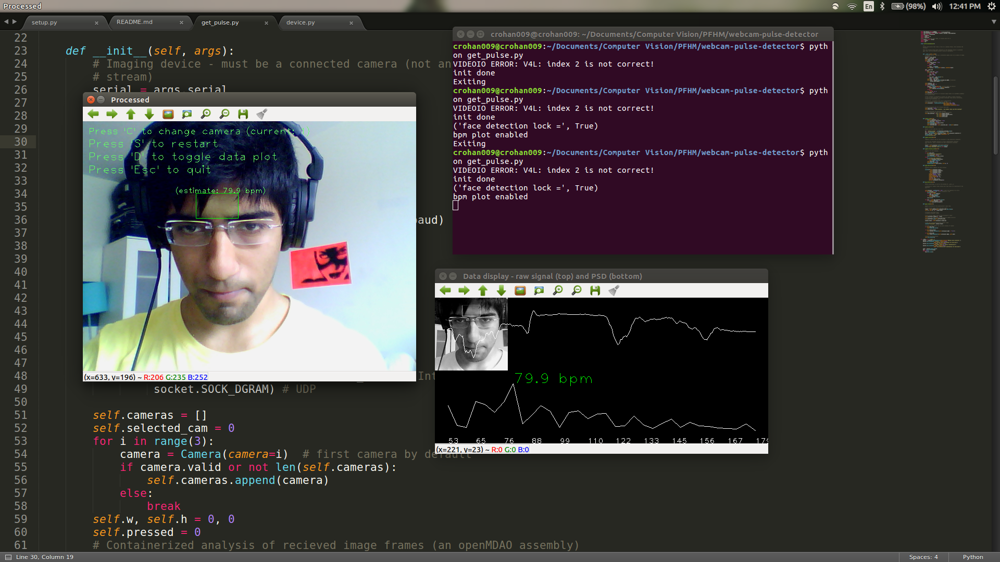 Processed
En
(98%)
12:41 PM
setup.py
README.md
get_pulse.py
device.py
22
23 def __init__(self, args):
24 # Imaging device - must be a connected camera (not an
25 # stream)
26 serial = args.serial
27
28
29
30
31
32
33
34
35
36 baud)
37
38
39
40
41
42
43
44
45
46
47
48 Int
49 socket.SOCK_DGRAM) # UDP
50
51 self.cameras = []
52 self.selected_cam = 0
53 for i in range(3):
54 camera = Camera(camera=i)  # first camera by default
55 if camera.valid or not len(self.cameras):
56 self.cameras.append(camera)
57 else:
58 break
59 self.w, self.h = 0, 0
60 self.pressed = 0
61 # Containerized analysis of recieved image frames (an openMDAO assembly)
Processed
Press 'C' to change camera (current: 1)
Press 'S' to restart
Press 'D' to toggle data plot
Press 'Esc' to quit
(estimate: 79.9 bpm)
(x=633, y=196) ~ R:206 G:235 B:252
crohan009@crohan009: ~/Documents/Computer Vision/PFHM/webcam-pulse-detector
crohan009@crohan009:~/Documents/Computer Vision/PFHM/webcam-pulse-detector$ pyth
on get_pulse.py
VIDEOIO ERROR: V4L: index 2 is not correct!
init done
Exiting
crohan009@crohan009:~/Documents/Computer Vision/PFHM/webcam-pulse-detector$ pyth
on get_pulse.py
VIDEOIO ERROR: V4L: index 2 is not correct!
init done
('face detection lock =', True)
bpm plot enabled
Exiting
crohan009@crohan009:~/Documents/Computer Vision/PFHM/webcam-pulse-detector$ pyth
on get_pulse.py
VIDEOIO ERROR: V4L: index 2 is not correct!
init done
('face detection lock =', True)
bpm plot enabled
Data display - raw signal (top) and PSD (bottom)
79.9 bpm
53 65 76 88 99 110 122 133 145 156 167 179
(x=221, y=23) ~ R:0 G:0 B:0
Line 30, Column 19
Spaces: 4
Python